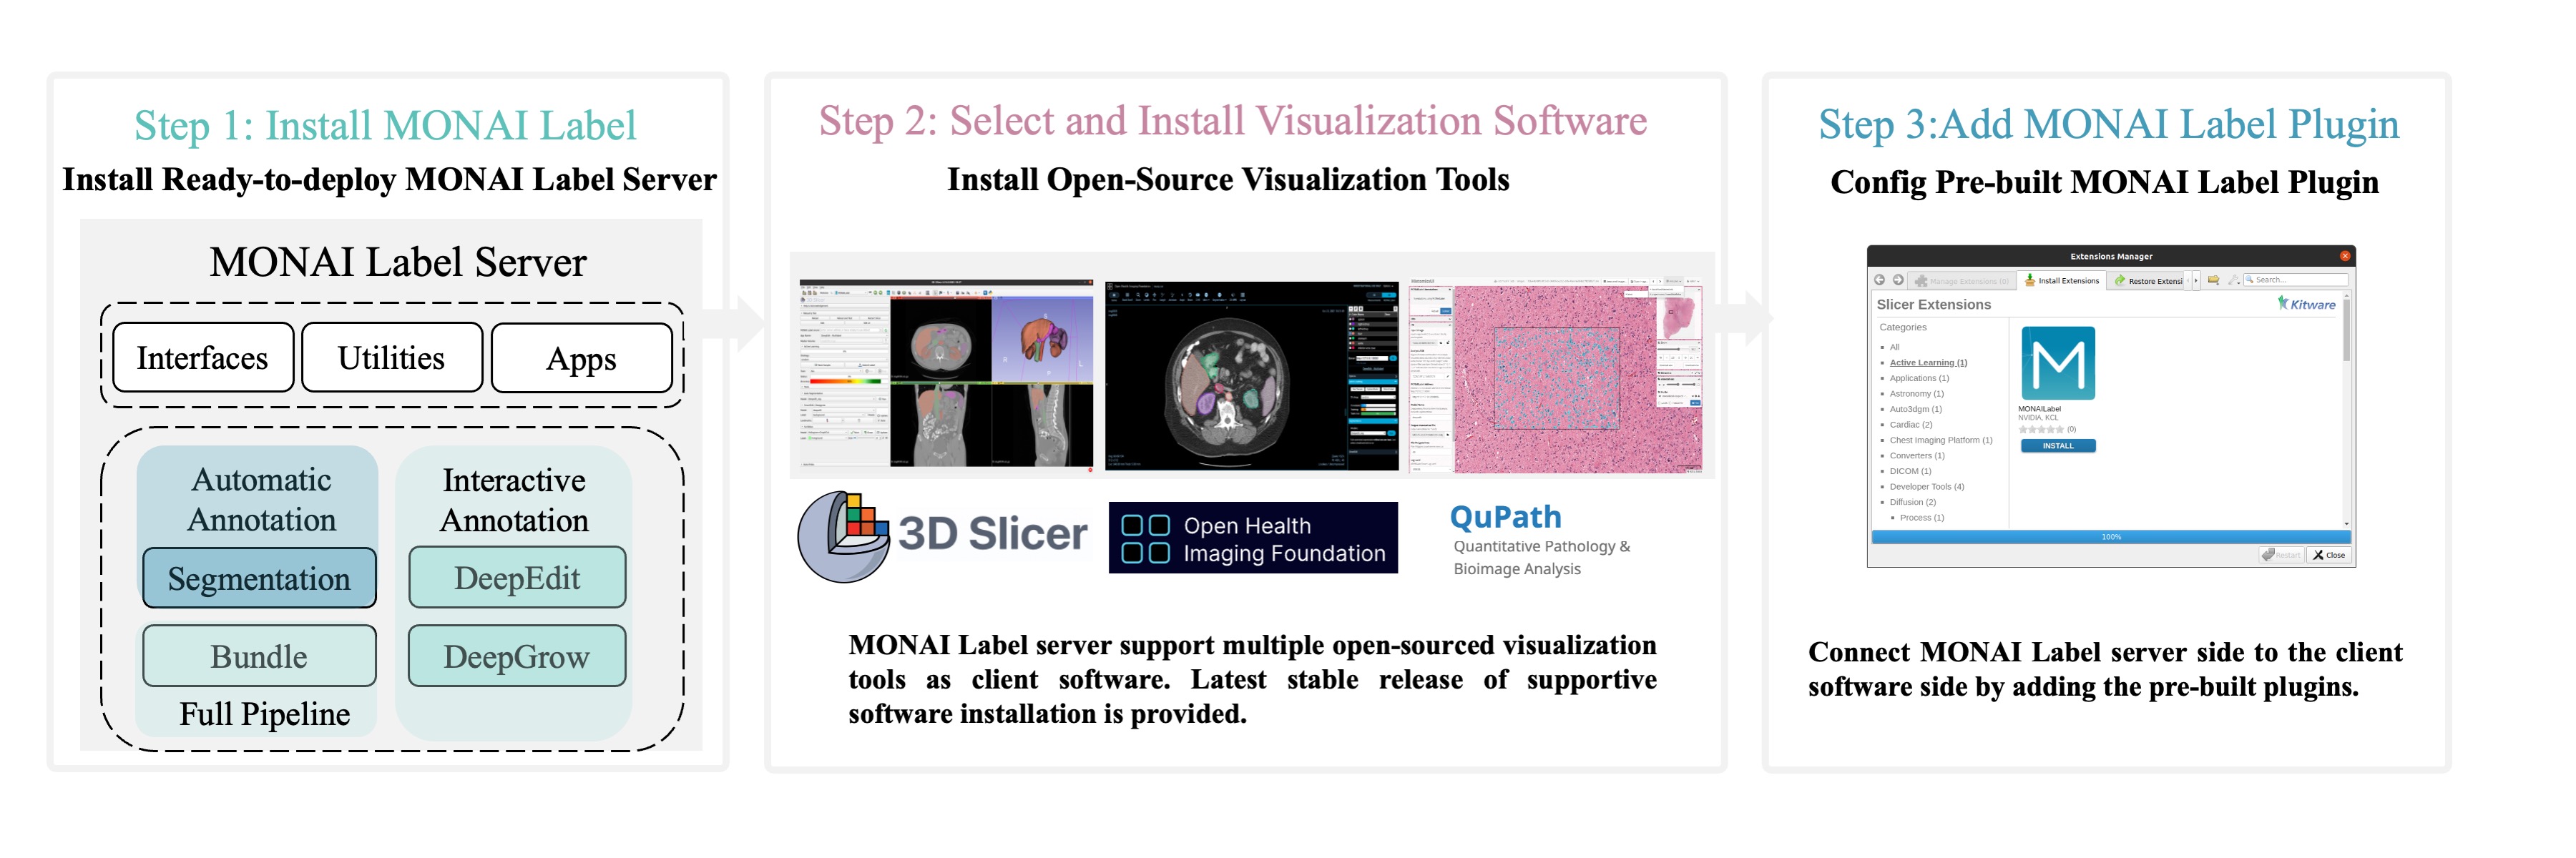 Step 1: Install MONAI Label
Install Ready-to-deploy MONAI Label Server
MONAI Label Server
Interfaces
Utilities
Apps
Automatic
Annotation
Segmentation
Bundle
Full Pipeline
Interactive
Annotation
DeepEdit
DeepGrow
Step 2: Select and Install Visualization Software
Install Open-Source Visualization Tools
3D Slicer
Open Health
Imaging Foundation
QuPath
Quantitative Pathology &
Bioimage Analysis
MONAI Label server support multiple open-sourced visualization
tools as client software. Latest stable release of supportive
software installation is provided.
Step 3:Add MONAI Label Plugin
Config Pre-built MONAI Label Plugin
Extensions Manager
Manage Extensions (0)
Install Extensions
Restore Extensi
Search...
Slicer Extensions
Kitware
Categories
All
Active Learning (1)
Applications (1)
Astronomy (1)
Auto3dgm (1)
Cardiac (2)
Chest Imaging Platform (1)
Converters (1)
DICOM (1)
Developer Tools (4)
Diffusion (2)
Process (1)
M
MONAILabel
NVIDIA, KCL
(0)
INSTALL
100%
Restart
Close
Connect MONAI Label server side to the client
software side by adding the pre-built plugins.